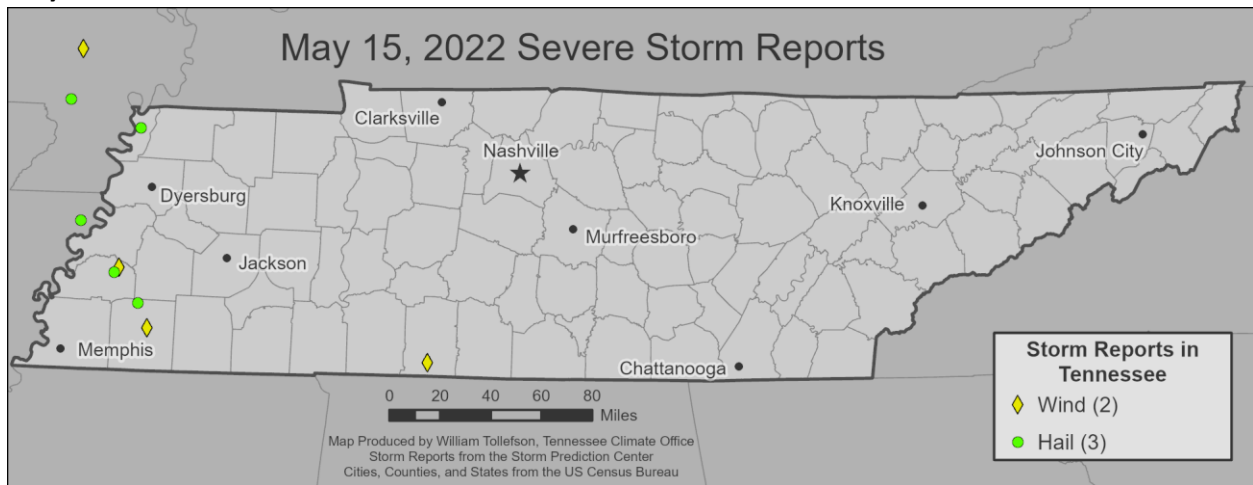 May 15, 2022 Severe Storm Reports
Clarksville
Nashville
Johnson City
Dyersburg
Knoxville
Murfreesboro
Jackson
Memphis
Chattanooga
0 20 40 60 80
Miles
Map Produced by William Tollefson, Tennessee Climate Office
Storm Reports from the Storm Prediction Center
Cities, Counties, and States from the US Census Bureau
Storm Reports in
Tennessee
Wind (2)
Hail (3)